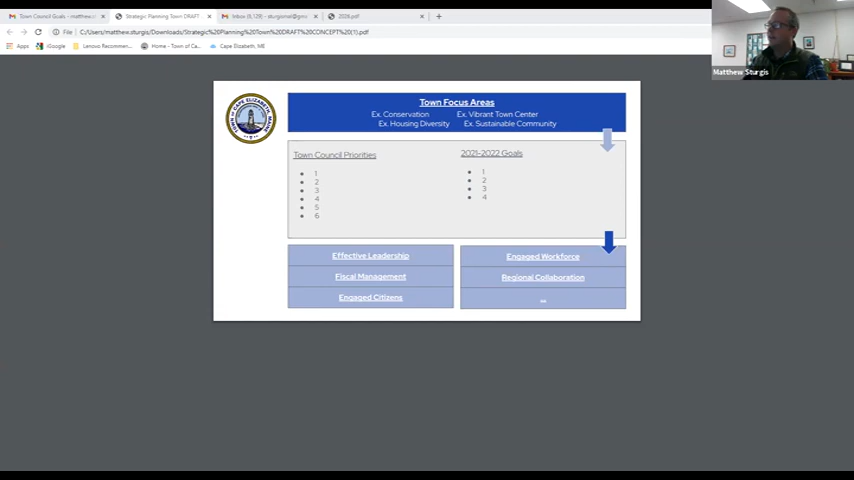 Town Council Goals – matthew.s
Strategic Planning Town DRAFT
Inbox (8,129) - sturgisnal@gm
2026.pdf
File
C:/Users/matthew.sturgis/Downloads/Strategic%20Planning%20Town%20DRAFT%20CONCEPT%20(1).pdf
Apps
iGoogle
Lenovo Recommen...
Home - Town of Ca...
Cape Elizabeth, ME
Matthew Sturgis
Town Focus Areas
Ex. Conservation Ex. Vibrant Town Center
Ex. Housing Diversity Ex. Sustainable Community
Town Council Priorities
• 1
• 2
• 3
• 4
• 5
• 6
2021-2022 Goals
• 1
• 2
• 3
• 4
Effective Leadership
Engaged Workforce
Fiscal Management
Regional Collaboration
Engaged Citizens
...